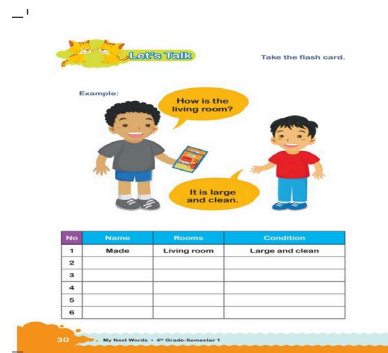 1
Let's Talk
Take the flash card.
Example:
How is the
living room?
It is large
and clean.
No Name Rooms Condition
1 Made Living room Large and clean
2
3
4
5
6
30 My Next Words • 4th Grade-Semester 1